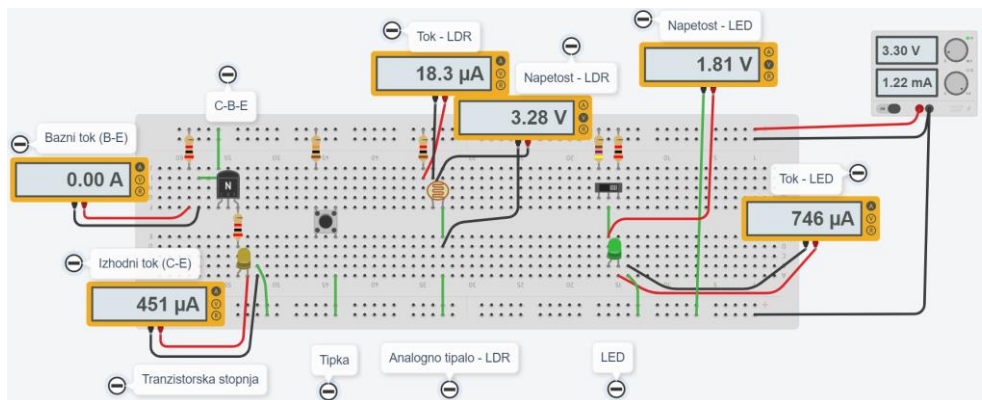 Napetost - LED
Tok - LDR
Napetost - LDR
1.81 V
3.30 V
1.22 mA
18.3 µA
3.28 V
C-B-E
Bazni tok (B-E)
0.00 A
N
Tok - LED
746 µA
Izhodni tok (C-E)
451 µA
Tranzistorska stopnja
Tipka
Analogno tipalo - LDR
LED